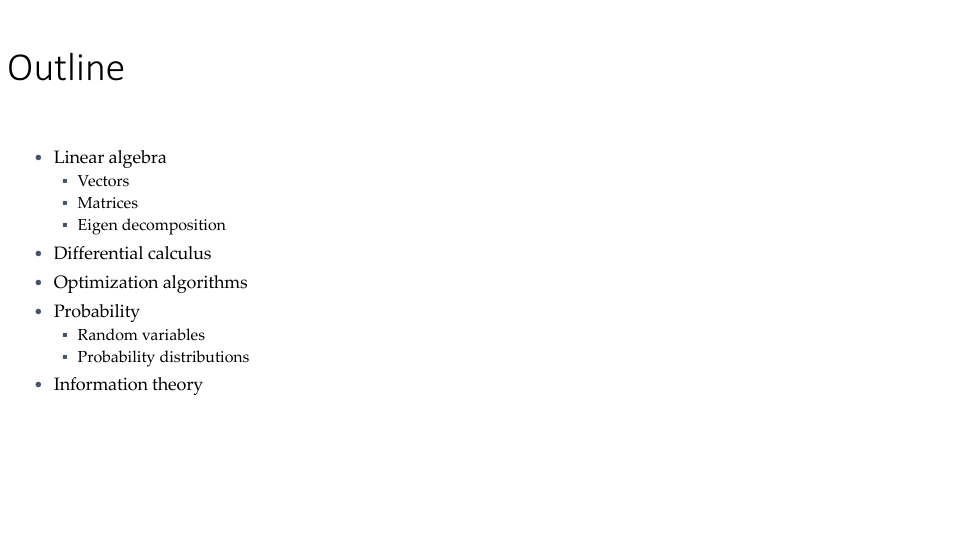 Outline
• Linear algebra
▪ Vectors
▪ Matrices
▪ Eigen decomposition
• Differential calculus
• Optimization algorithms
• Probability
▪ Random variables
▪ Probability distributions
• Information theory